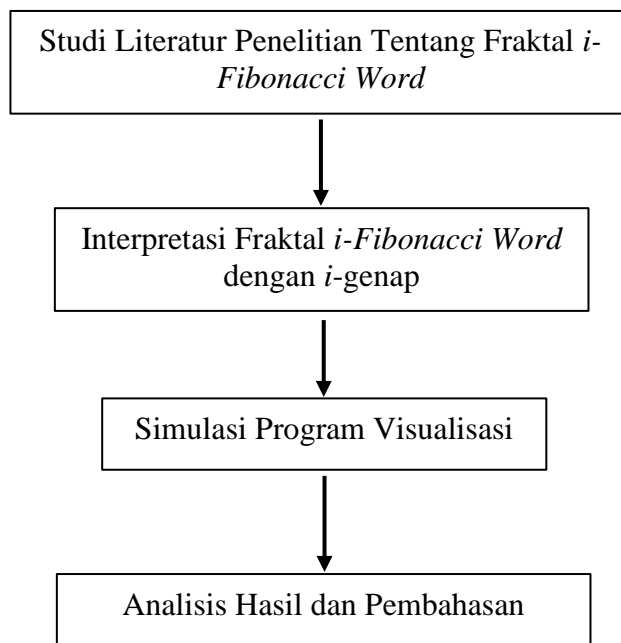 Studi Literatur Penelitian Tentang Fraktal i-
Fibonacci Word
Interpretasi Fraktal i-Fibonacci Word
dengan i-genap
Simulasi Program Visualisasi
Analisis Hasil dan Pembahasan